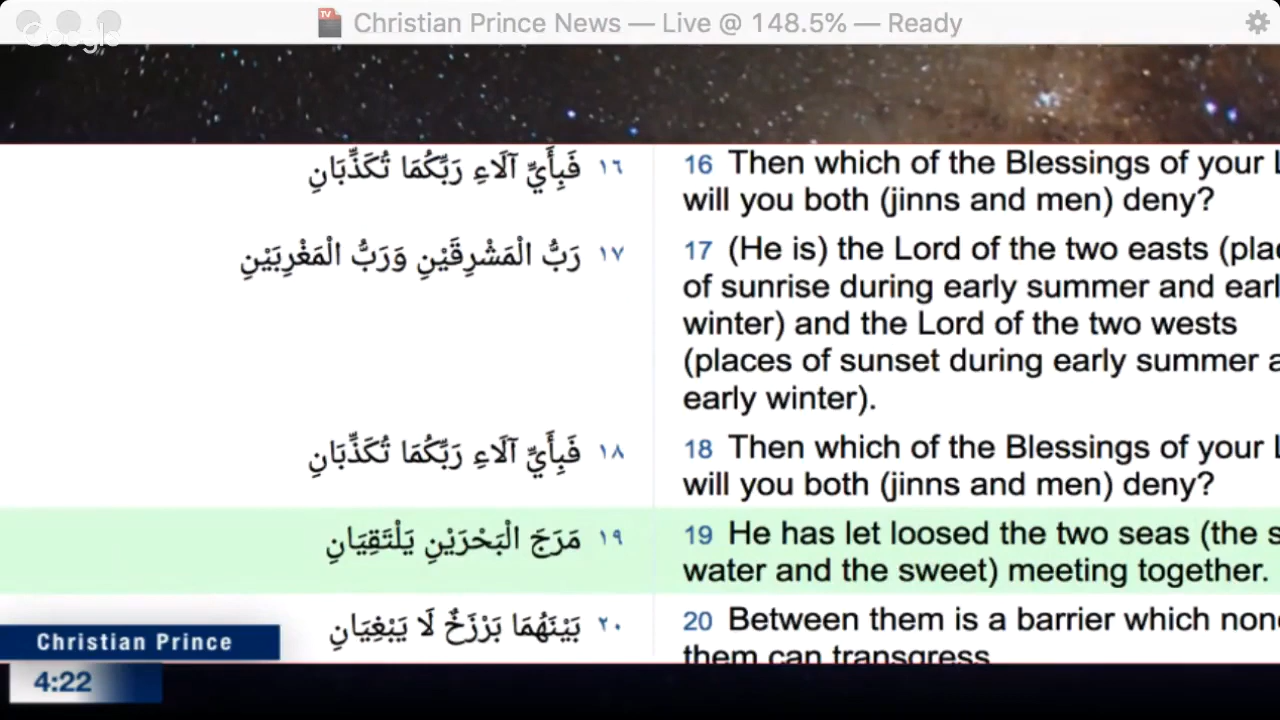 Christian Prince News — Live @ 148.5% — Ready
Google
فَبِأَيِّ آلَاءِ رَبِّكُمَا تُكَذِّبَانِ ١٦
16 Then which of the Blessings of your
will you both (jinns and men) deny?
رَبُّ الْمَشْرِقَيْنِ وَرَبُّ الْمَغْرِبَيْنِ ١٧
17 (He is) the Lord of the two easts
of sunrise during early summer and
winter) and the Lord of the two wests
(places of sunset during early summer
early winter).
فَبِأَيِّ آلَاءِ رَبِّكُمَا تُكَذِّبَانِ ١٨
18 Then which of the Blessings of your
will you both (jinns and men) deny?
مَرَجَ الْبَحْرَيْنِ يَلْتَقِيَانِ ١٩
19 He has let loosed the two seas (the
water and the sweet) meeting together.
بَيْنَهُمَا بَرْزَخٌ لَا يَبْغِيَانِ ٢٠
20 Between them is a barrier which
them can transgress
Christian Prince
4:22